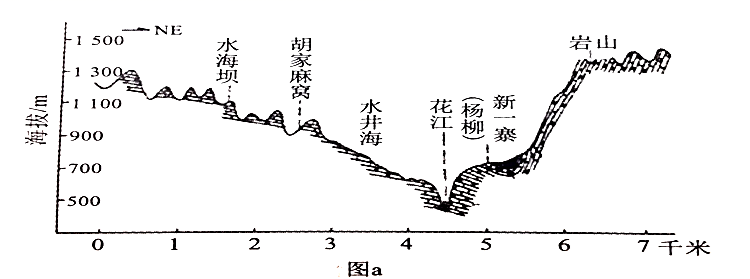 →NE
海拔/m
1 500
1 300
1 100
900
700
500
水海坝
胡家麻窝
水井海
花江
(杨柳)
新一寨
岩山
0 1 2 3 4 5 6 7 千米
图a